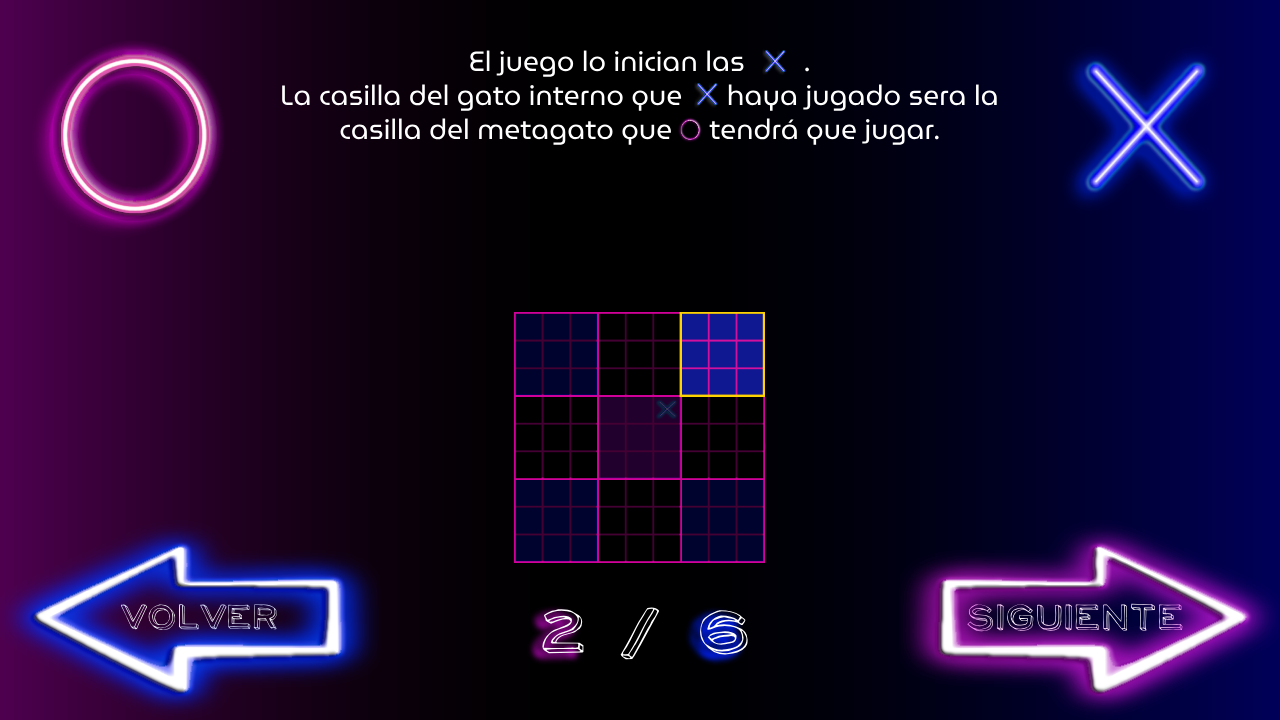 El juego lo inician las X .
La casilla del gato interno que X haya jugado sera la
casilla del metagato que O tendrá que jugar.
VOLVER
2 / 6
SIGUIENTE